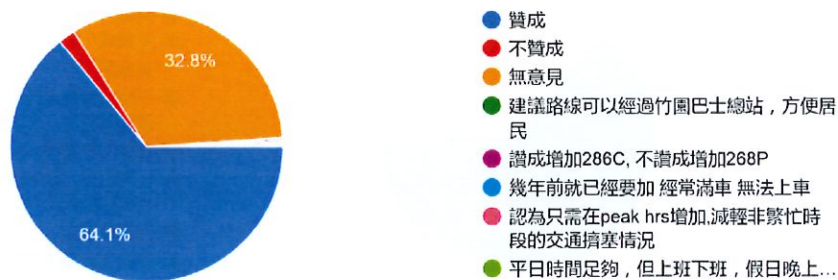 32.8%
64.1%
贊成
不贊成
無意見
建議路線可以經過竹園巴士總站，方便居
民
讚成增加286C, 不讚成增加268P
幾年前就已經要加 經常滿車 無法上車
認為只需在peak hrs增加,減輕非繁忙時
段的交通擠塞情況
平日時間足夠，但上班下班，假日晚上…